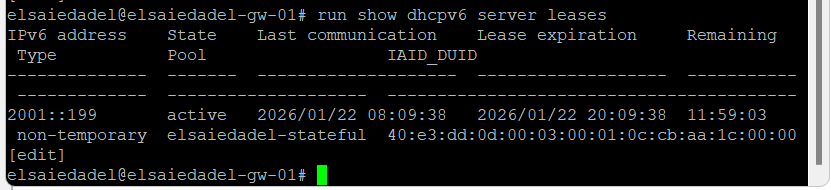 elsaiedadel@elsaiedadel-gw-01# run show dhcpv6 server leases
IPv6 address    State    Last communication    Lease expiration     Remaining
 Type           Pool                  IAID_DUID
--------------  -------  --------------------  -------------------  -----------
 -------------  --------------------  -----------------------------------------
2001::199       active   2026/01/22 08:09:38   2026/01/22 20:09:38  11:59:03
 non-temporary  elsaiedadel-stateful  40:e3:dd:0d:00:03:00:01:0c:cb:aa:1c:00:00
[edit]
elsaiedadel@elsaiedadel-gw-01#